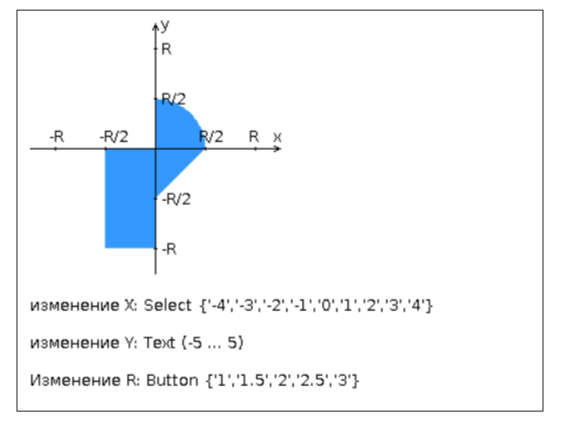 y
R
R/2
-R -R/2 R/2 R x
-R/2
-R
изменение X: Select {'-4','-3','-2','-1','0','1','2','3','4'}
изменение Y: Text (-5 ... 5)
Изменение R: Button {'1','1.5','2','2.5','3'}